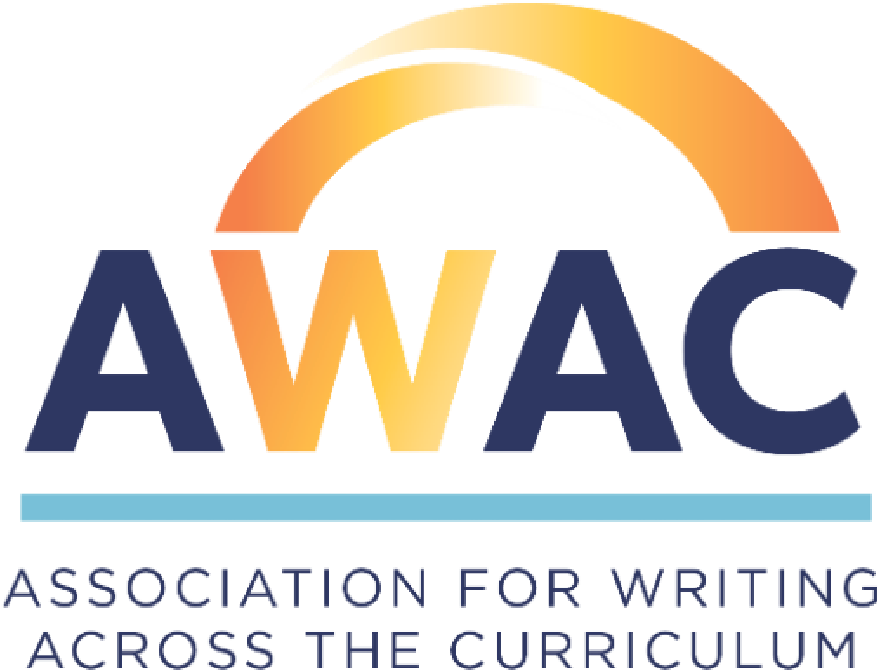 AWAC
ASSOCIATION FOR WRITING
ACROSS THE CURRICULUM